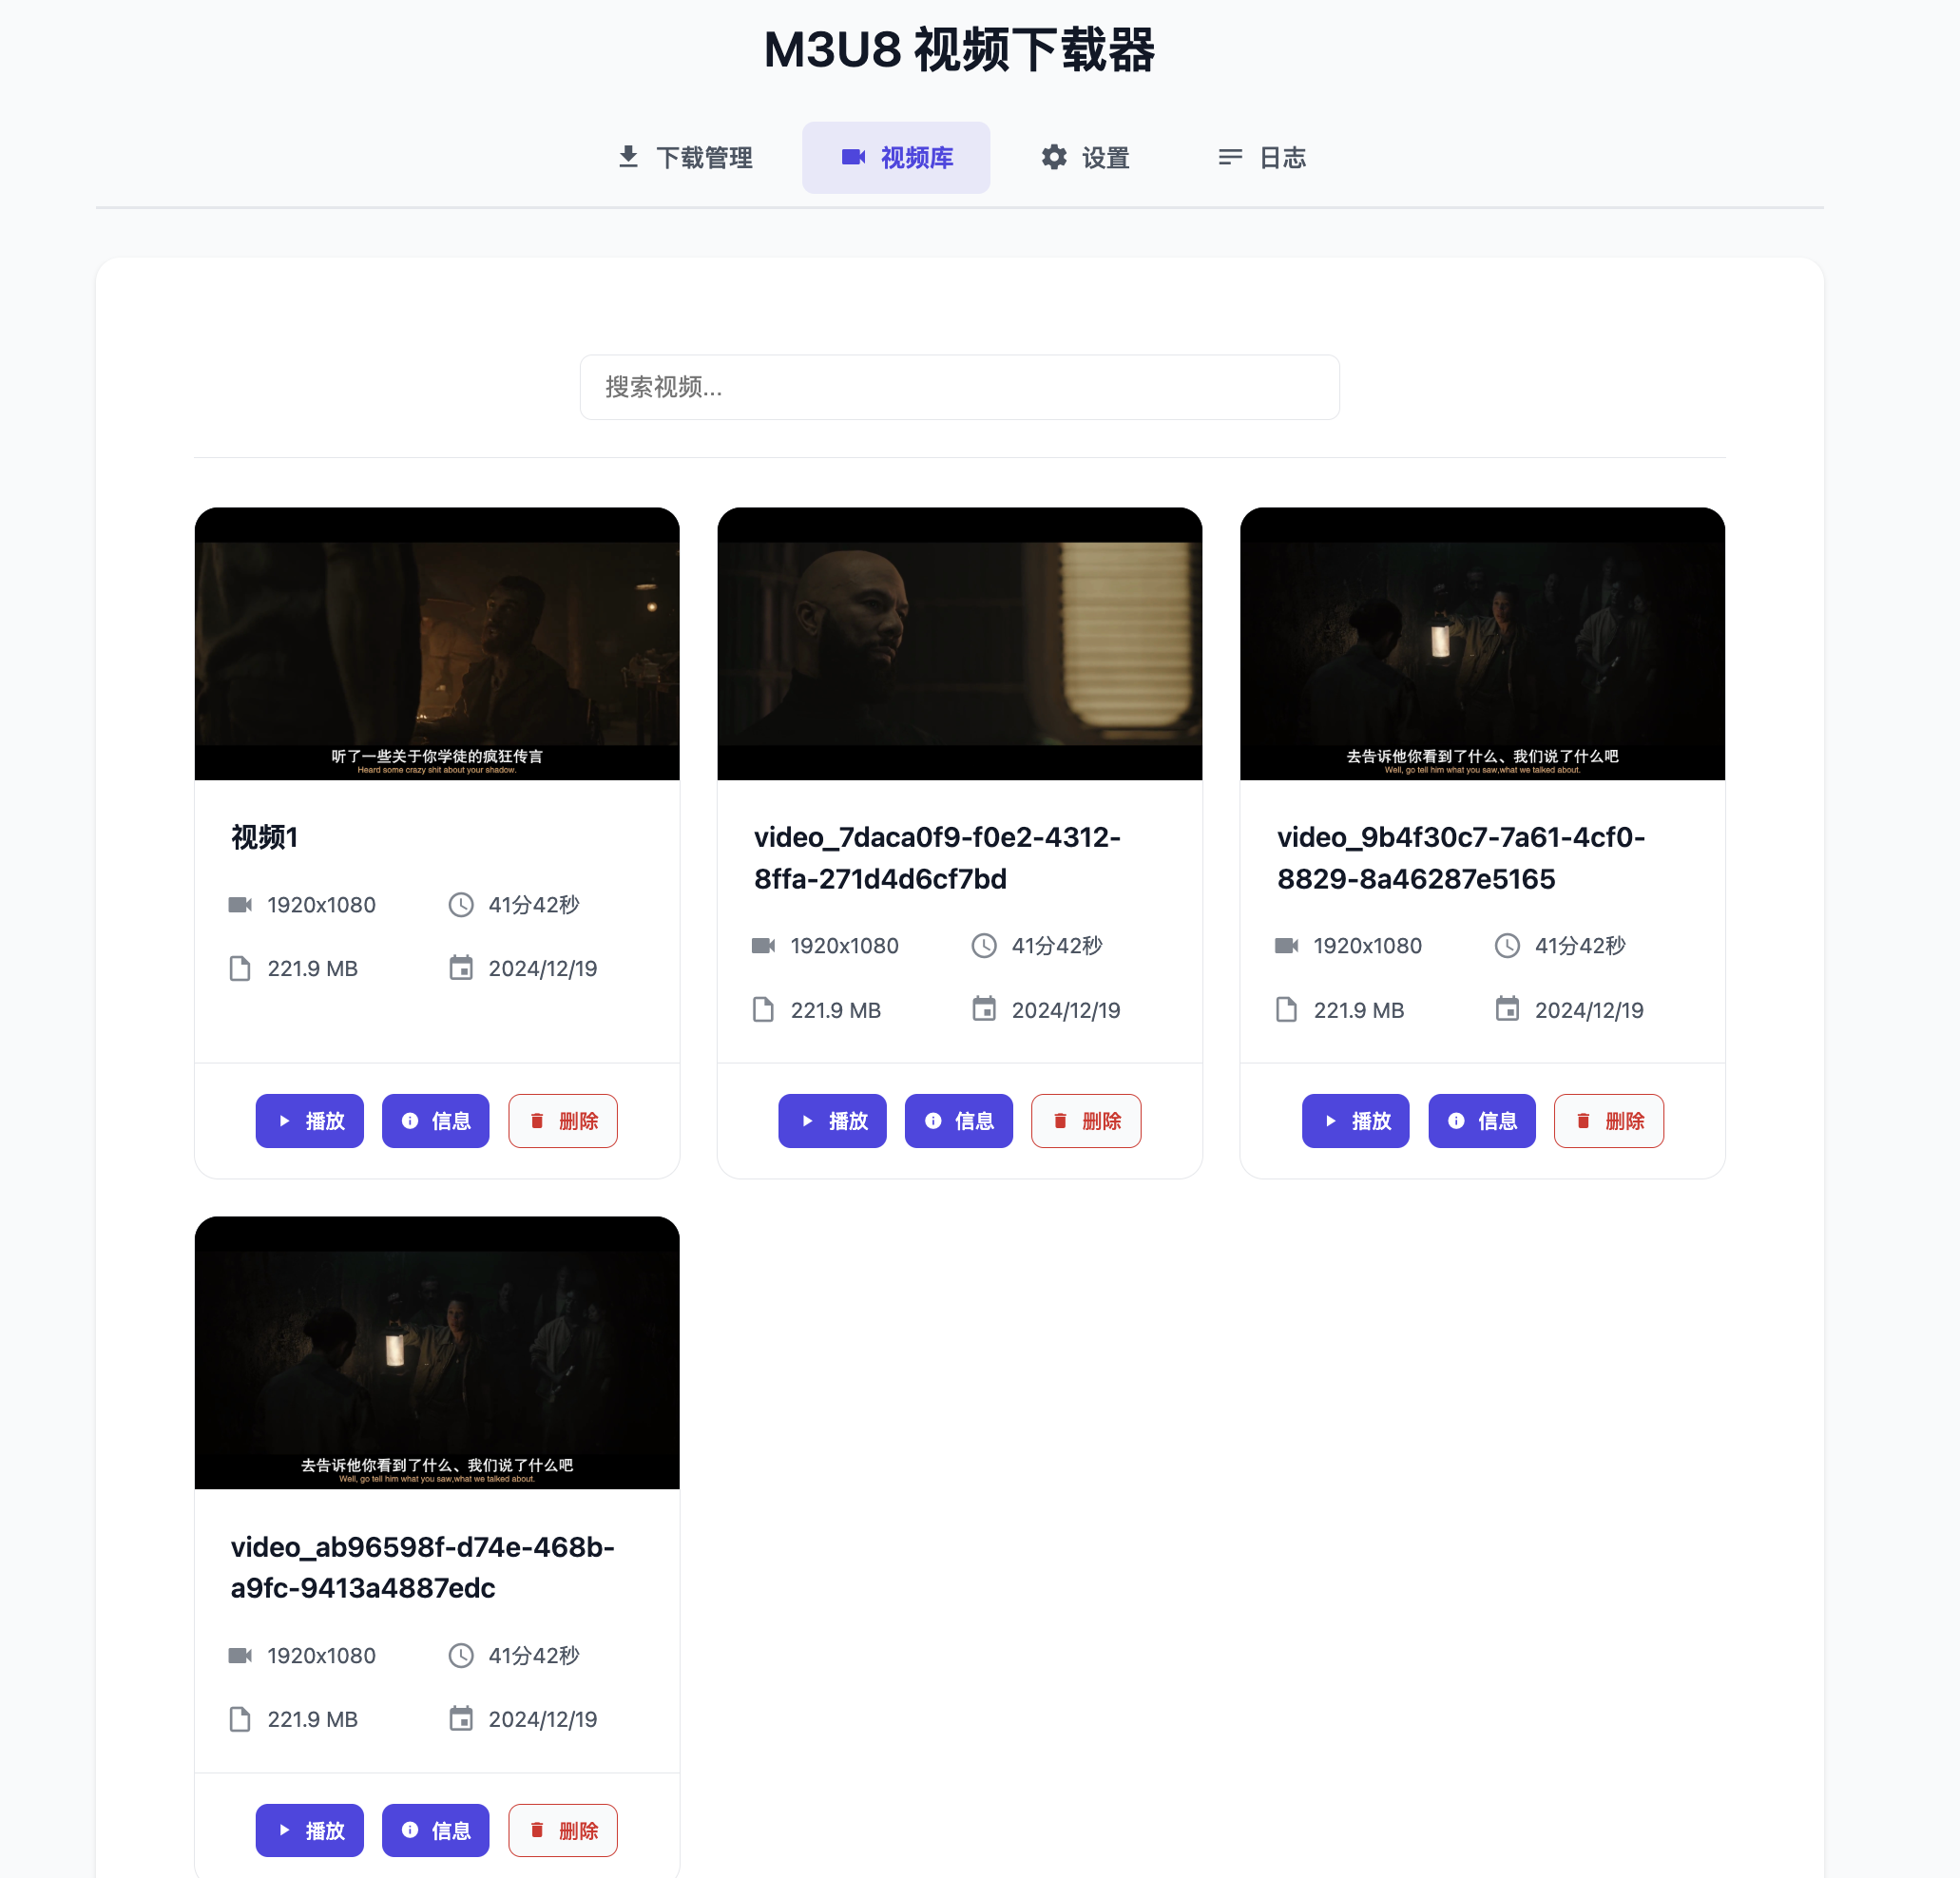 M3U8 视频下载器
下载管理
视频库
设置
日志
搜索视频...
听了一些关于你学徒的疯狂传言
Heard some crazy shit about your shadow.
去告诉他你看到了什么、我们说了什么吧
Well, go tell him what you saw,what we talked about.
视频1
1920x1080
41分42秒
221.9 MB
2024/12/19
播放
信息
删除
video_7daca0f9-f0e2-4312-
8ffa-271d4d6cf7bd
1920x1080
41分42秒
221.9 MB
2024/12/19
播放
信息
删除
video_9b4f30c7-7a61-4cf0-
8829-8a46287e5165
1920x1080
41分42秒
221.9 MB
2024/12/19
播放
信息
删除
去告诉他你看到了什么、我们说了什么吧
Well, go tell him what you saw,what we talked about.
video_ab96598f-d74e-468b-
a9fc-9413a4887edc
1920x1080
41分42秒
221.9 MB
2024/12/19
播放
信息
删除